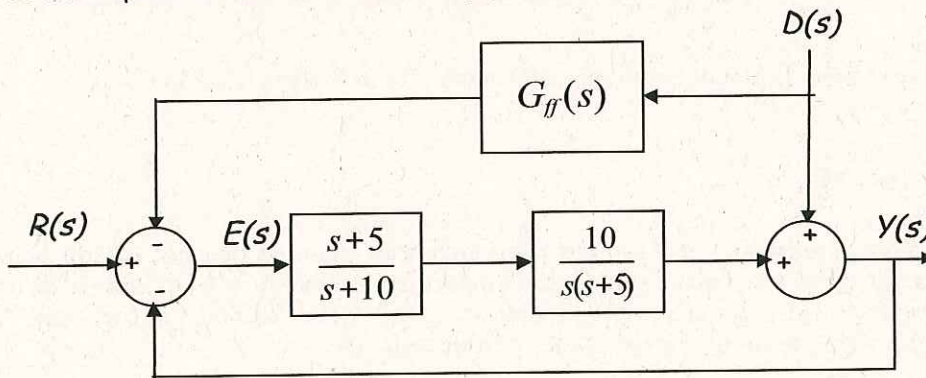 D(s)
G_ff(s)
R(s)
E(s)
Y(s)
s+5
s+10
10
s(s+5)
-
+
-
+
+